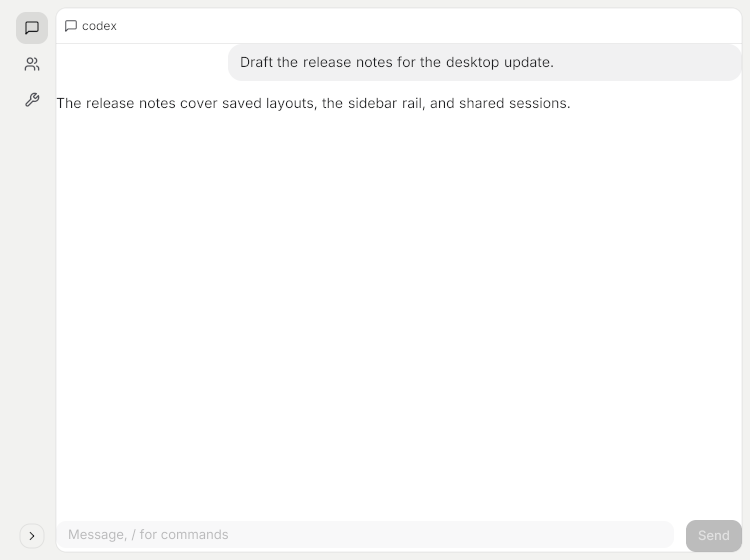 codex
Draft the release notes for the desktop update.
The release notes cover saved layouts, the sidebar rail, and shared sessions.
Message, / for commands
Send